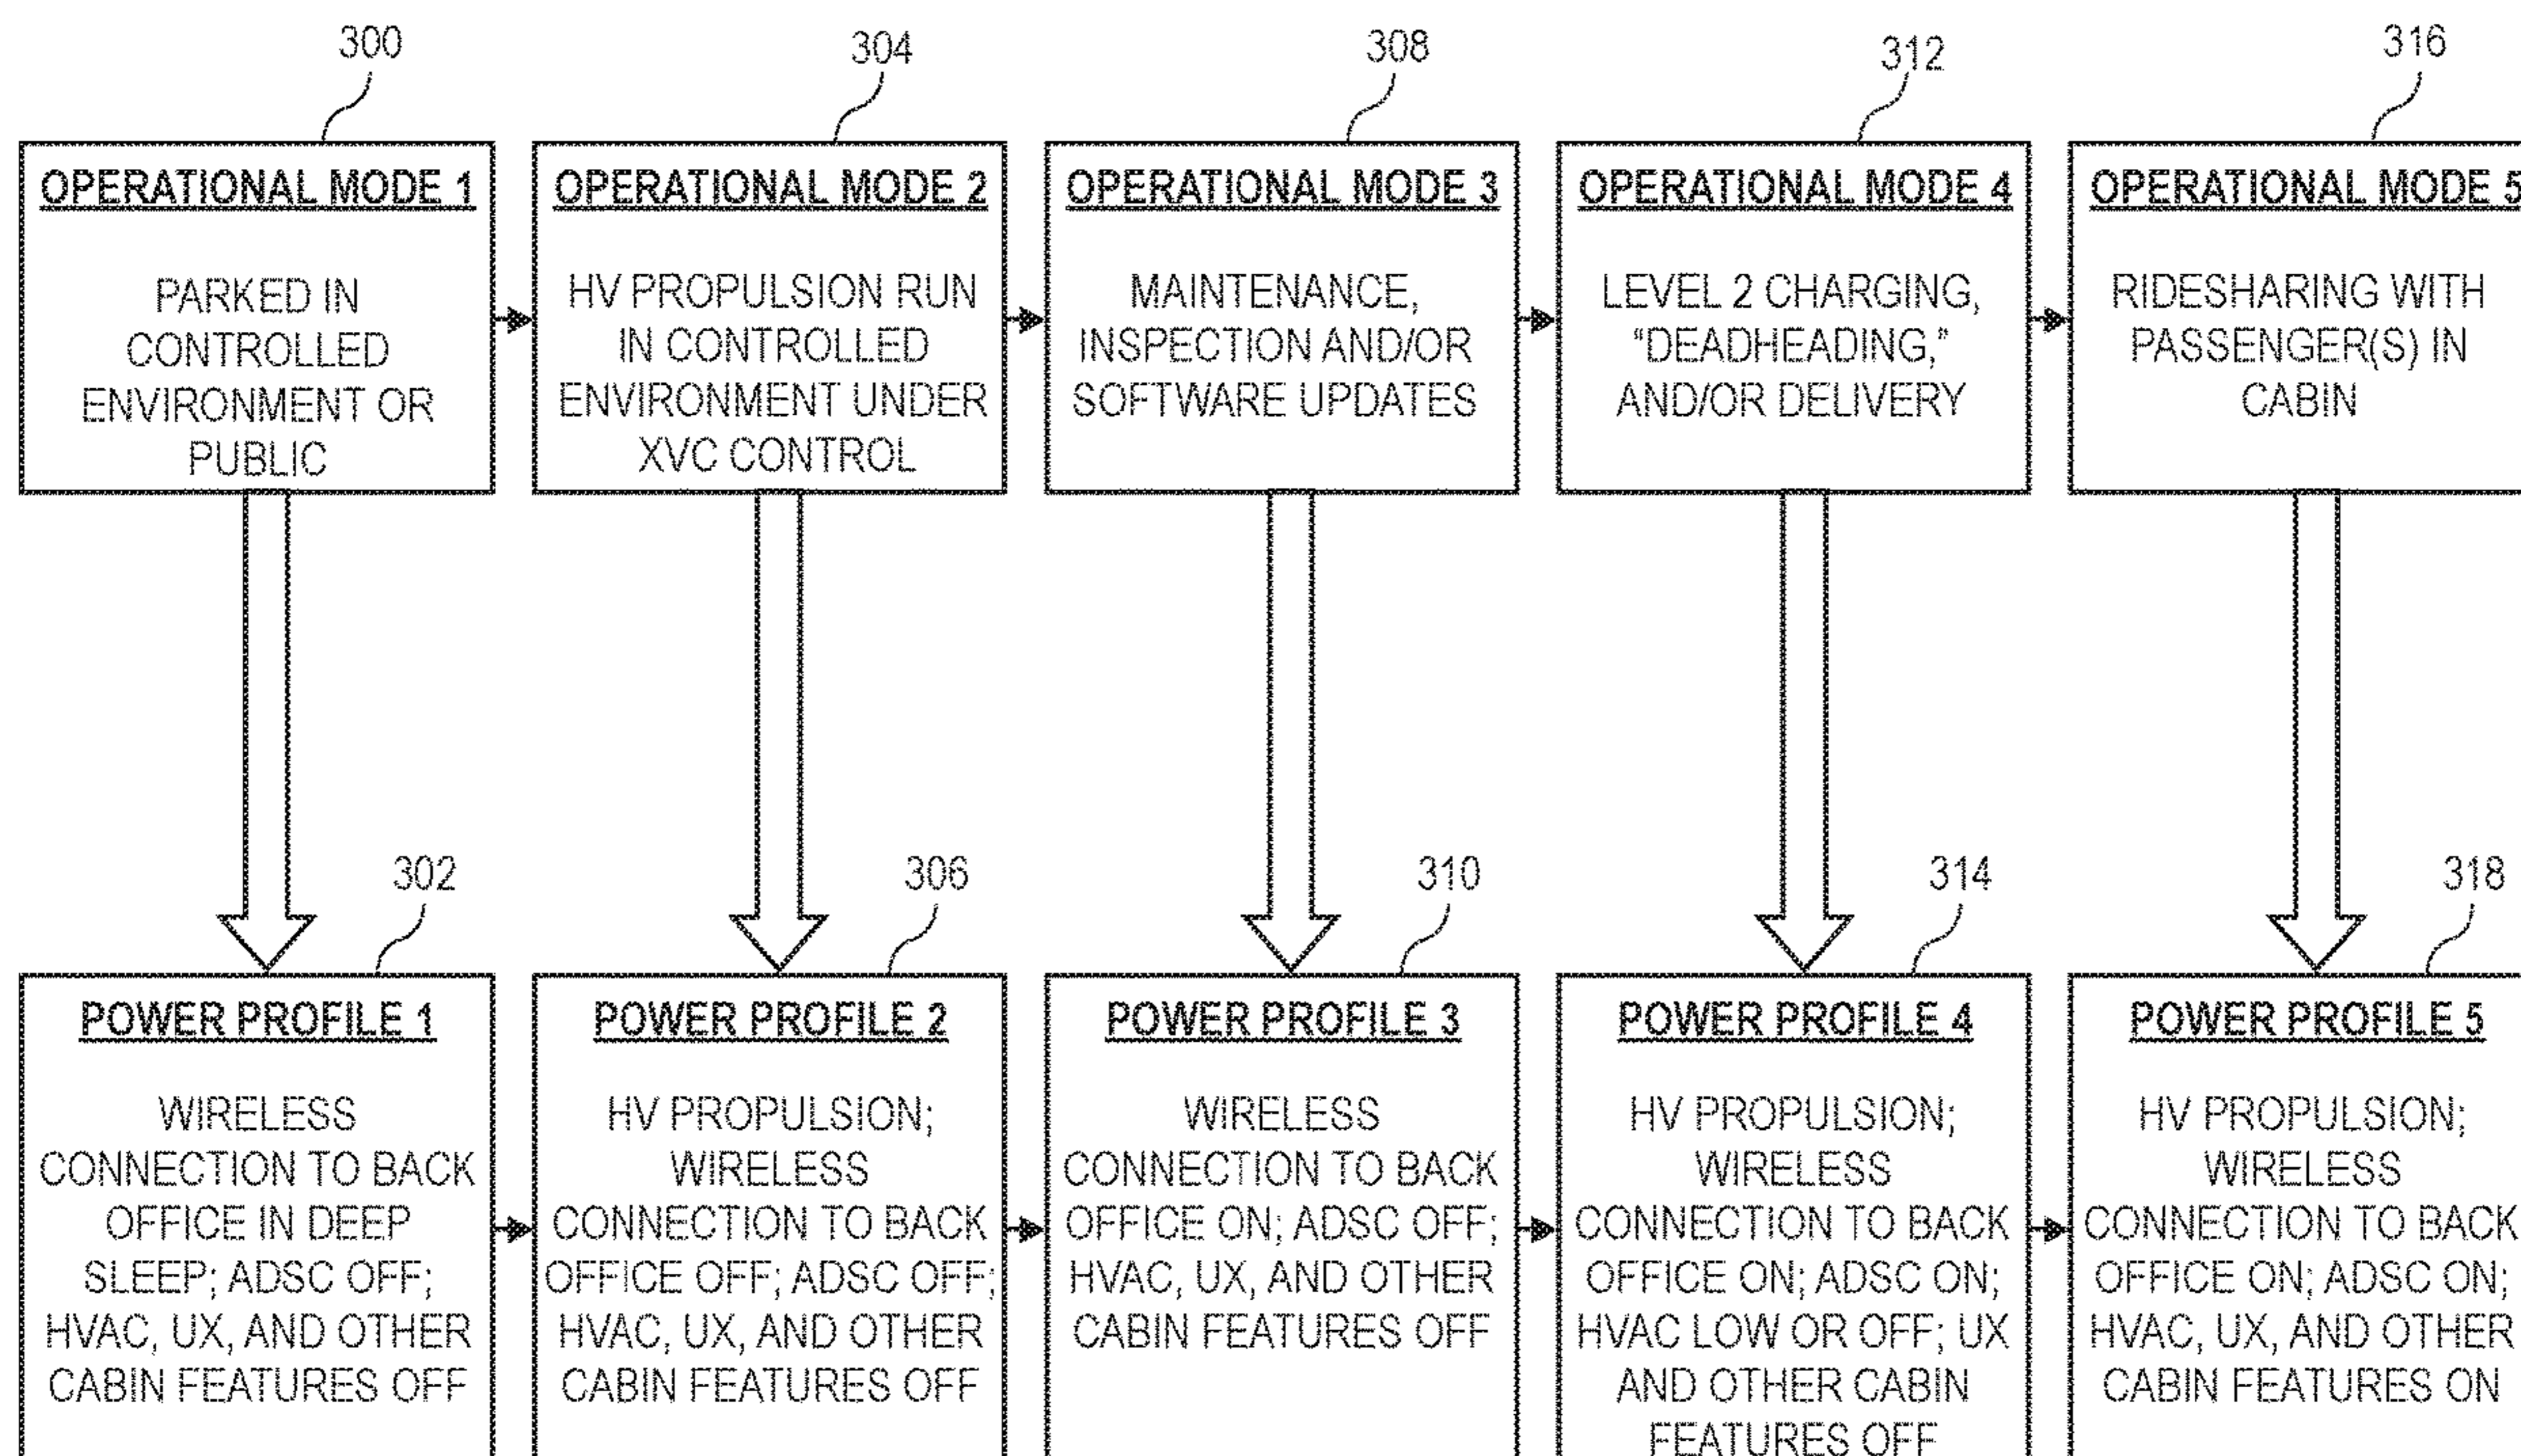 300
304
308
312
316
OPERATIONAL MODE 1
PARKED IN
CONTROLLED
ENVIRONMENT OR
PUBLIC
OPERATIONAL MODE 2
HV PROPULSION RUN
IN CONTROLLED
ENVIRONMENT UNDER
XVC CONTROL
OPERATIONAL MODE 3
MAINTENANCE,
INSPECTION AND/OR
SOFTWARE UPDATES
OPERATIONAL MODE 4
LEVEL 2 CHARGING,
“DEADHEADING,”
AND/OR DELIVERY
OPERATIONAL MODE 5
RIDESHARING WITH
PASSENGER(S) IN
CABIN
302
306
310
314
318
POWER PROFILE 1
WIRELESS
CONNECTION TO BACK
OFFICE IN DEEP
SLEEP; ADSC OFF;
HVAC, UX, AND OTHER
CABIN FEATURES OFF
POWER PROFILE 2
HV PROPULSION;
WIRELESS
CONNECTION TO BACK
OFFICE OFF; ADSC OFF;
HVAC, UX, AND OTHER
CABIN FEATURES OFF
POWER PROFILE 3
WIRELESS
CONNECTION TO BACK
OFFICE ON; ADSC OFF;
HVAC, UX, AND OTHER
CABIN FEATURES OFF
POWER PROFILE 4
HV PROPULSION;
WIRELESS
CONNECTION TO BACK
OFFICE ON; ADSC ON;
HVAC LOW OR OFF; UX
AND OTHER CABIN
FEATURES OFF
POWER PROFILE 5
HV PROPULSION;
WIRELESS
CONNECTION TO BACK
OFFICE ON; ADSC ON;
HVAC, UX, AND OTHER
CABIN FEATURES ON